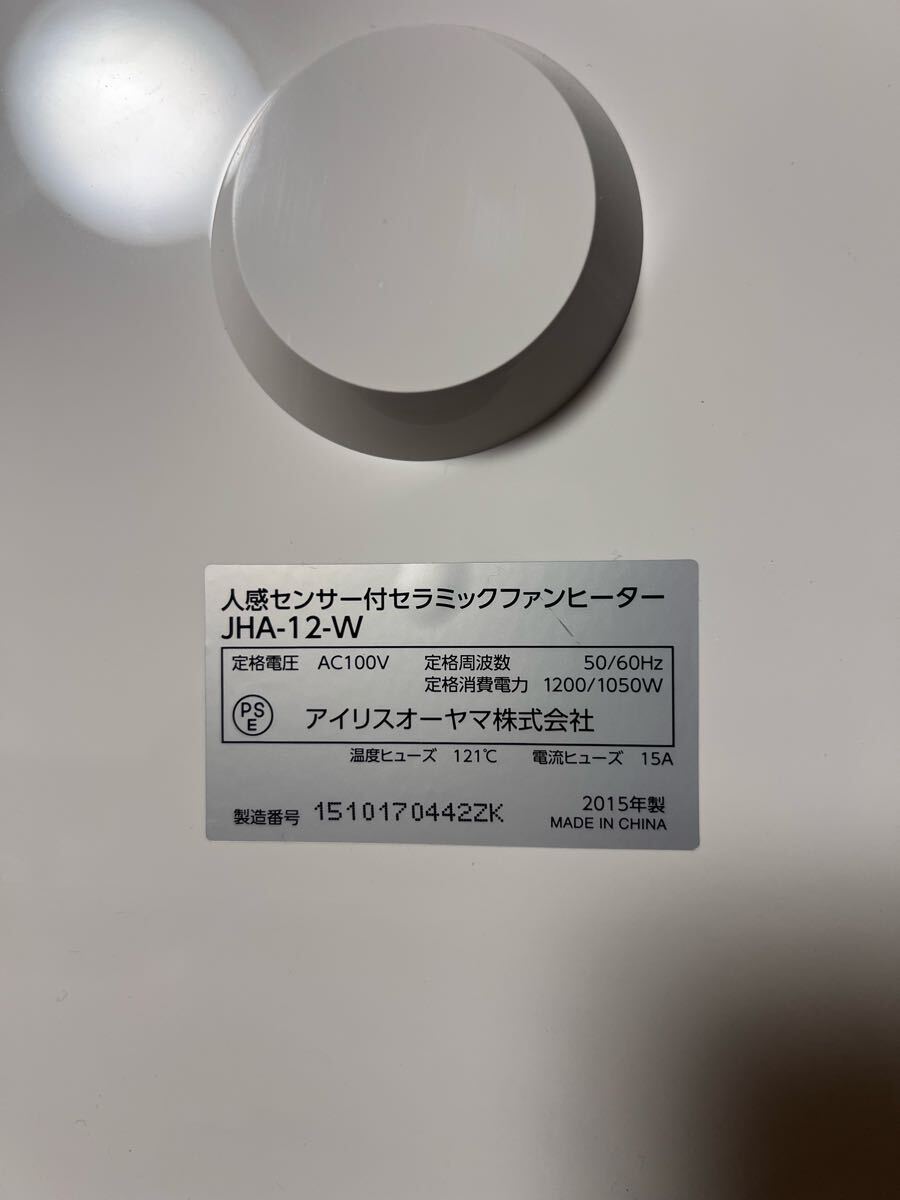 人感センサー付セラミックファンヒーター
JHA-12-W
定格電圧 AC100V 定格周波数 50/60Hz
定格消費電力 1200/1050W
PSE アイリスオーヤマ株式会社
温度ヒューズ 121℃ 電流ヒューズ 15A
製造番号 1510170442ZK 2015年製
MADE IN CHINA